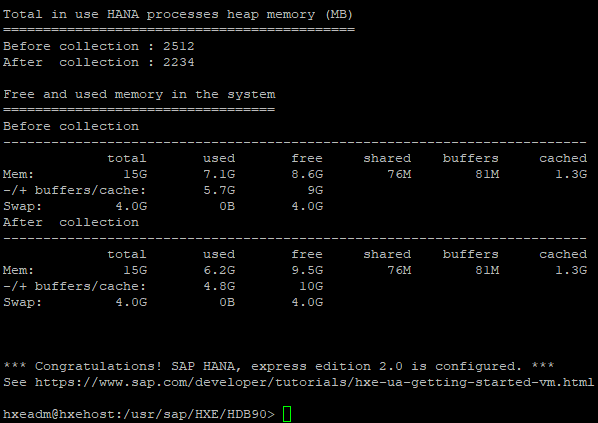 Total in use HANA processes heap memory (MB)
============================================
Before collection : 2512
After  collection : 2234
Free and used memory in the system
==================================
Before collection
-------------------------------------------------------------------------
             total       used       free     shared    buffers     cached
Mem:           15G       7.1G       8.6G        76M        81M       1.3G
-/+ buffers/cache:       5.7G         9G
Swap:         4.0G         0B       4.0G
After  collection
-------------------------------------------------------------------------
             total       used       free     shared    buffers     cached
Mem:           15G       6.2G       9.5G        76M        81M       1.3G
-/+ buffers/cache:       4.8G        10G
Swap:         4.0G         0B       4.0G
*** Congratulations! SAP HANA, express edition 2.0 is configured. ***
See https://www.sap.com/developer/tutorials/hxe-ua-getting-started-vm.html
hxeadm@hxehost:/usr/sap/HXE/HDB90>